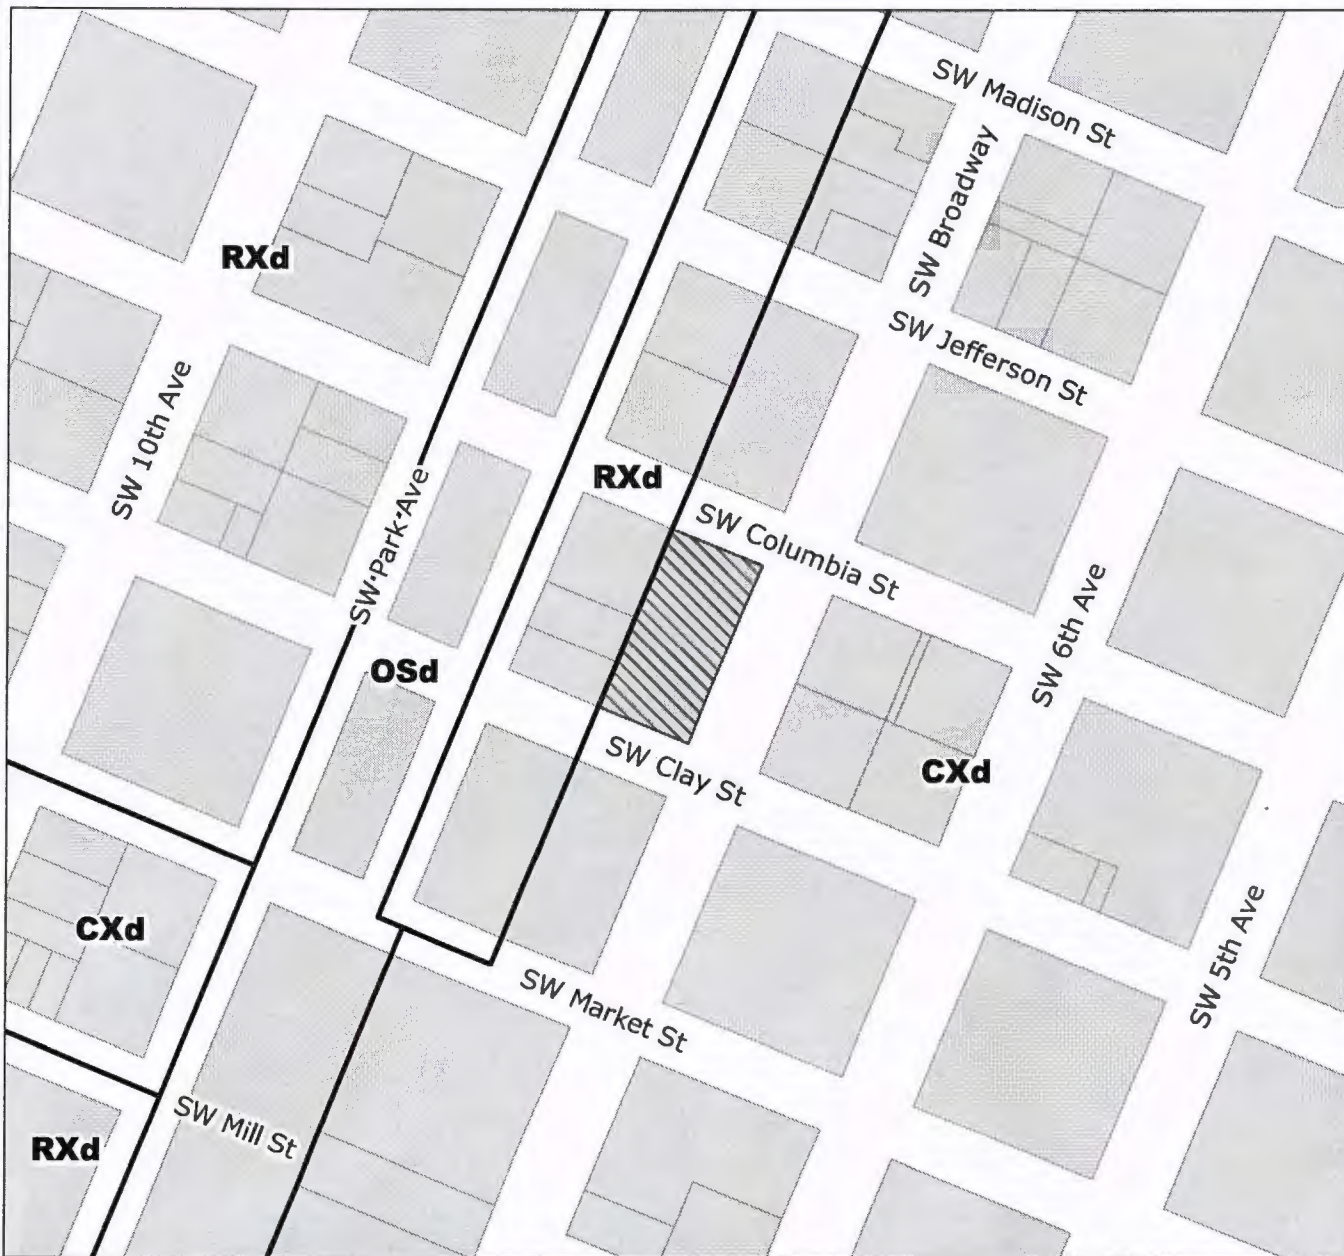 SW Madison St
SW Broadway
RXd
SW Jefferson St
SW 10th Ave
RXd
SW Park Ave
SW Columbia St
SW 6th Ave
OSd
SW Clay St
CXd
CXd
SW 5th Ave
SW Market St
SW Mill St
RXd